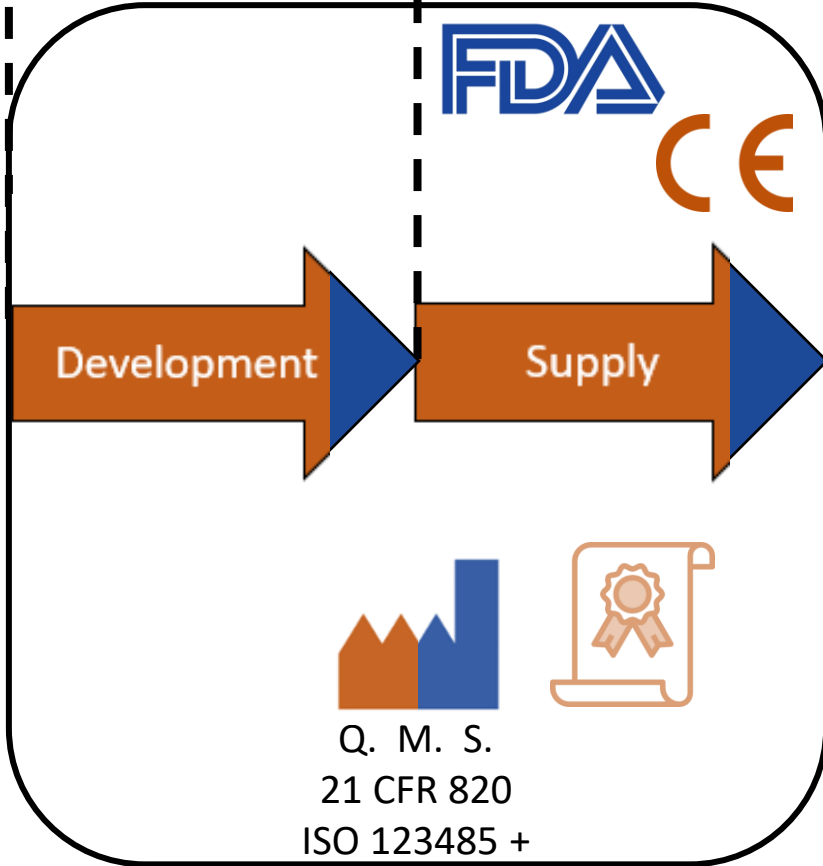 FDA
CE
Development
Supply
Q. M. S.
21 CFR 820
ISO 123485 +